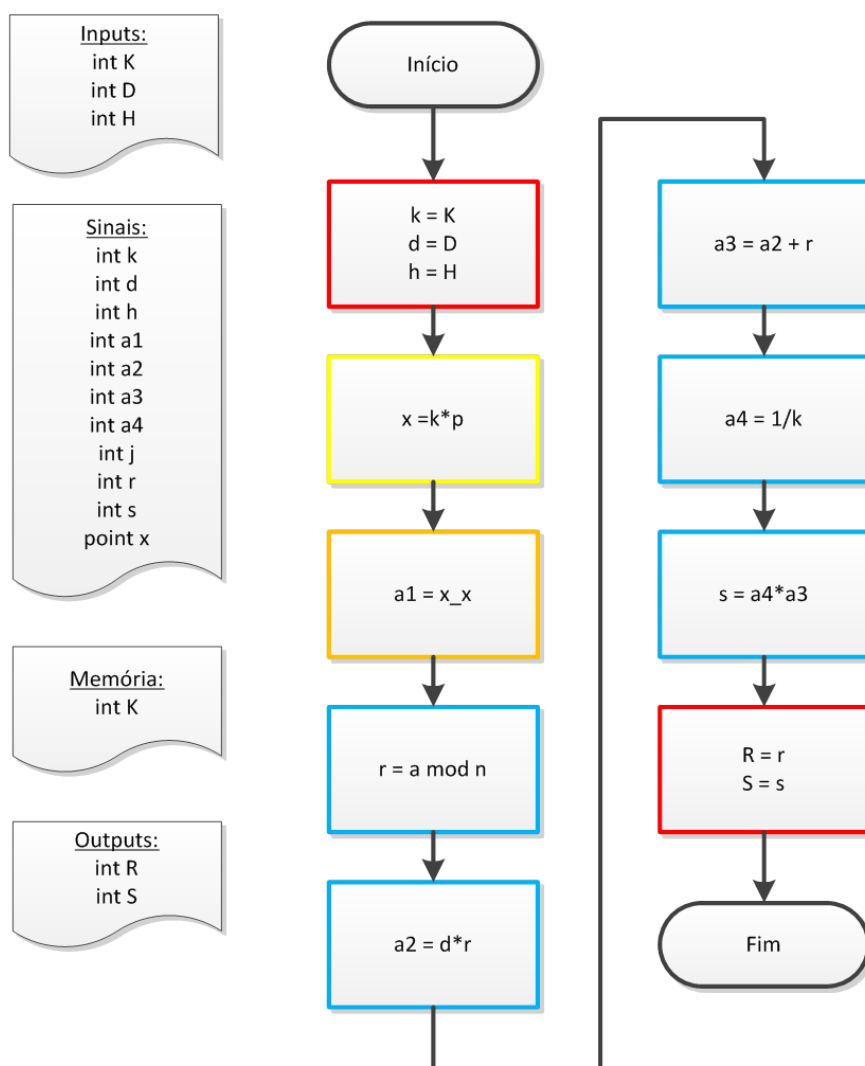 Inputs:
int K
int D
int H
Sinais:
int k
int d
int h
int a1
int a2
int a3
int a4
int j
int r
int s
point x
Memória:
int K
Outputs:
int R
int S
Início
k = K
d = D
h = H
x =k*p
a1 = x_x
r = a mod n
a2 = d*r
a3 = a2 + r
a4 = 1/k
s = a4*a3
R = r
S = s
Fim